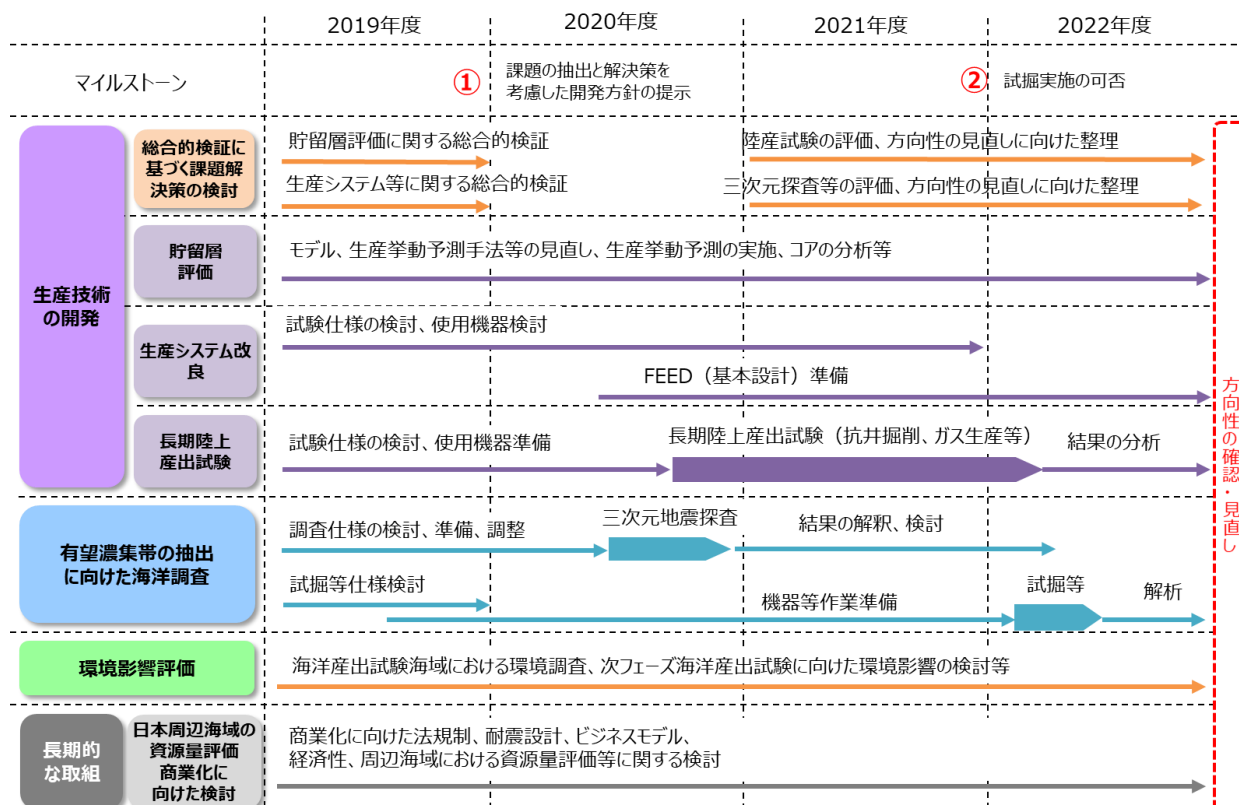 2019年度
2020年度
2021年度
2022年度
マイルストーン
①
課題の抽出と解決策を
考慮した開発方針の提示
②
試掘実施の可否
生産技術
の開発
総合的検証に
基づく課題解
決策の検討
貯留層評価に関する総合的検証
陸産試験の評価、方向性の見直しに向けた整理
生産システム等に関する総合的検証
三次元探査等の評価、方向性の見直しに向けた整理
貯留層
評価
モデル、生産挙動予測手法等の見直し、生産挙動予測の実施、コアの分析等
生産システム改
良
試験仕様の検討、使用機器検討
FEED（基本設計）準備
長期陸上
産出試験
試験仕様の検討、使用機器準備
長期陸上産出試験（抗井掘削、ガス生産等）
結果の分析
有望濃集帯の抽出
に向けた海洋調査
調査仕様の検討、準備、調整
三次元地震探査
結果の解釈、検討
試掘等仕様検討
機器等作業準備
試掘等
解析
環境影響評価
海洋産出試験海域における環境調査、次フェーズ海洋産出試験に向けた環境影響の検討等
長期的
な取組
日本周辺海域の
資源量評価
商業化に
向けた検討
商業化に向けた法規制、耐震設計、ビジネスモデル、
経済性、周辺海域における資源量評価等に関する検討
方向性の確認・見直し